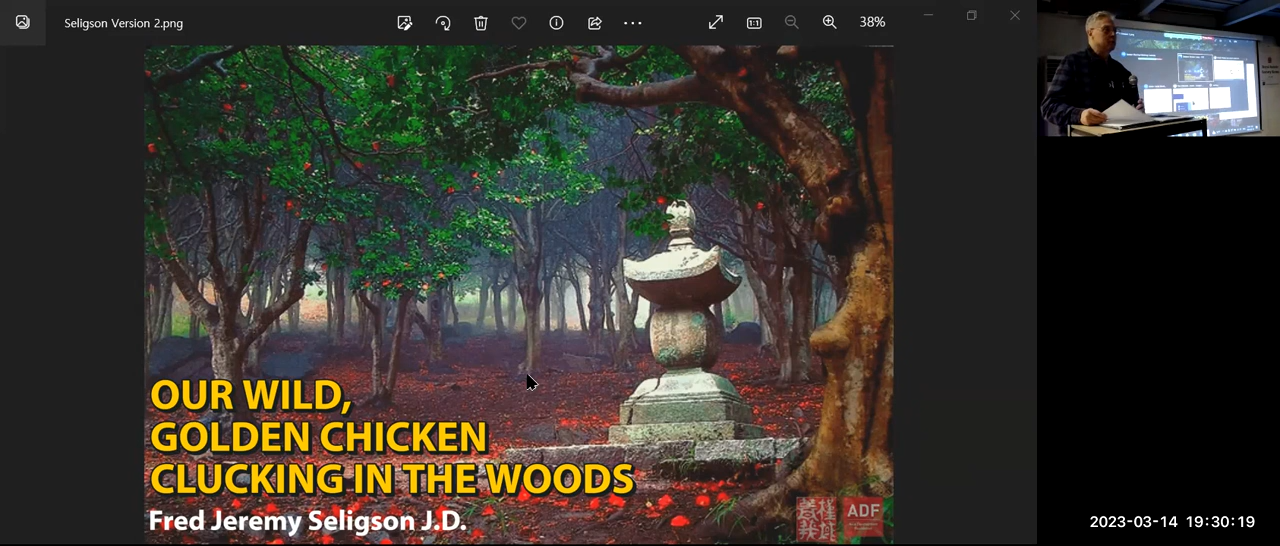 Seligson Version 2.png
38%
OUR WILD,
GOLDEN CHICKEN
CLUCKING IN THE WOODS
Fred Jeremy Seligson J.D.
ADF
2023-03-14 19:30:19